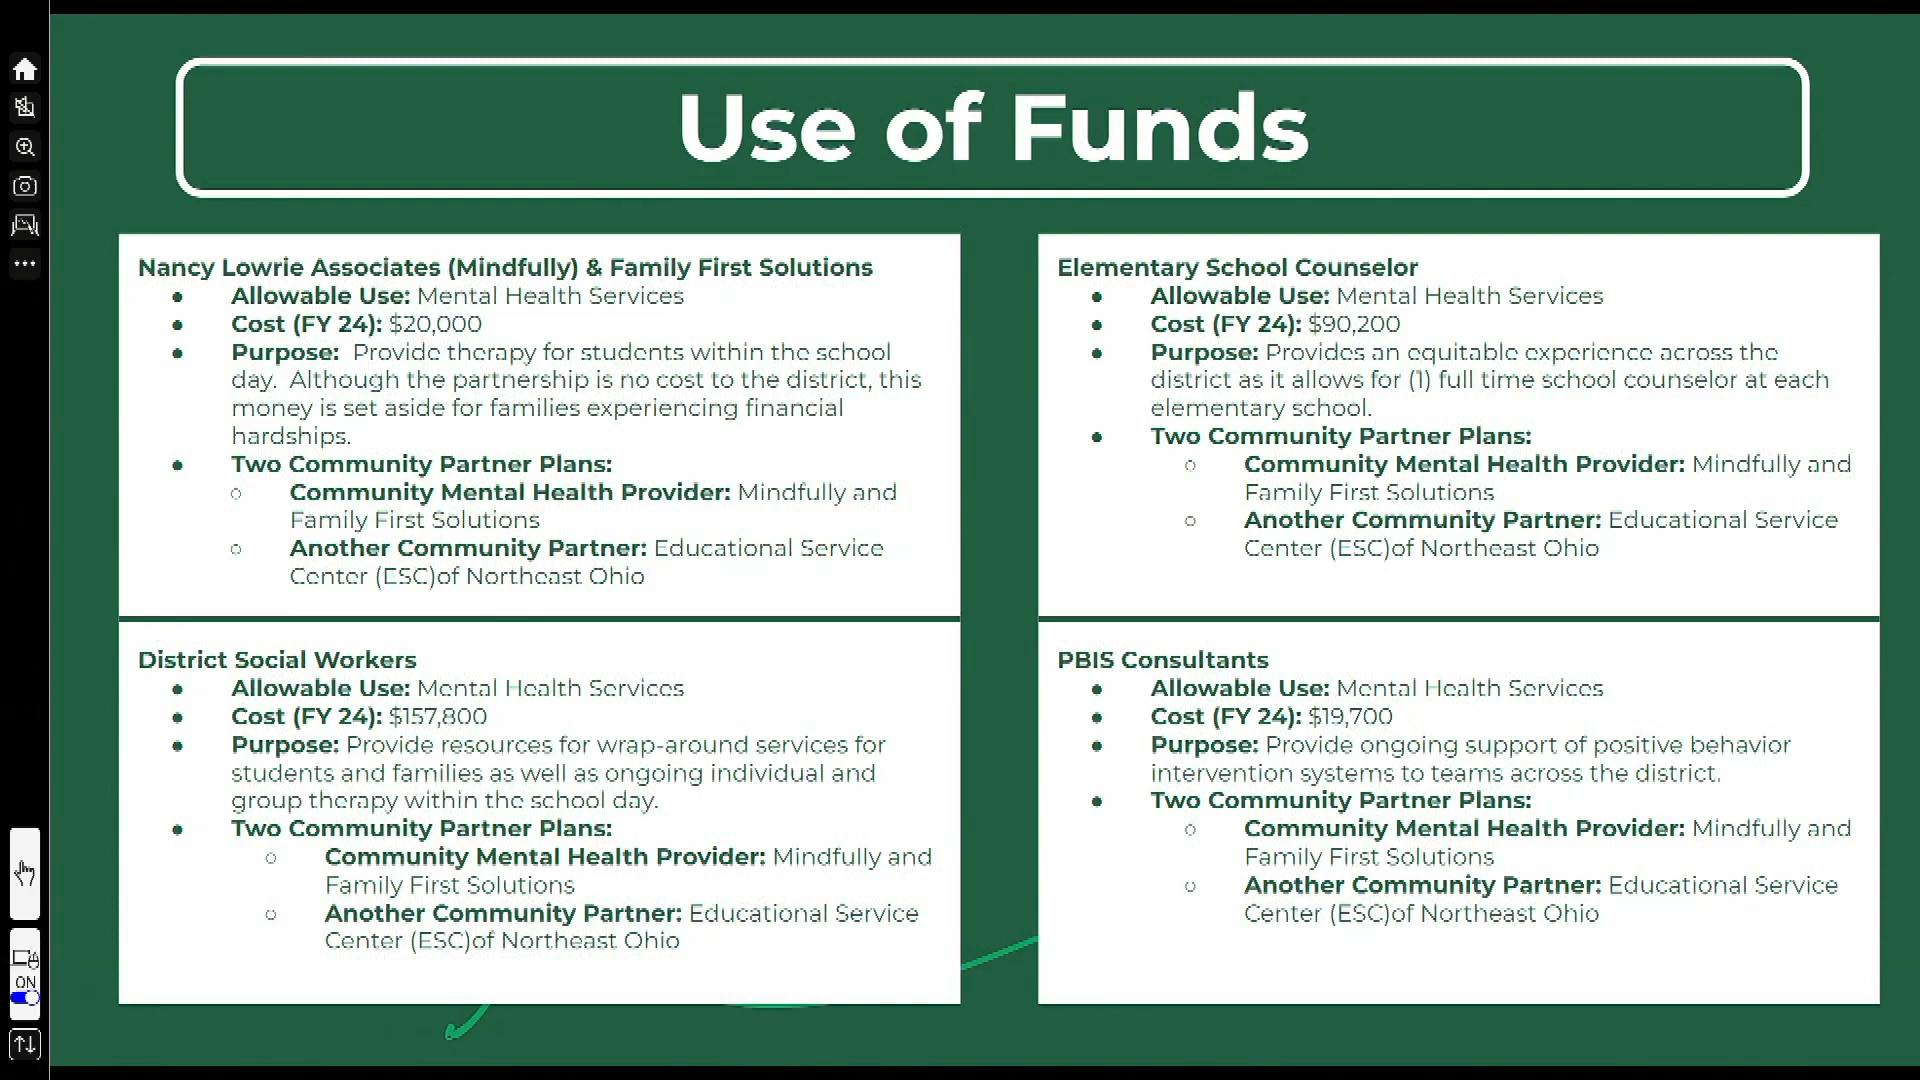 Use of Funds
Nancy Lowrie Associates (Mindfully) & Family First Solutions
● Allowable Use: Mental Health Services
● Cost (FY 24): $20,000
● Purpose:  Provide therapy for students within the school
day.  Although the partnership is no cost to the district, this
money is set aside for families experiencing financial
hardships.
● Two Community Partner Plans:
○ Community Mental Health Provider: Mindfully and
Family First Solutions
○ Another Community Partner: Educational Service
Center (ESC)of Northeast Ohio
District Social Workers
● Allowable Use: Mental Health Services
● Cost (FY 24): $157,800
● Purpose: Provide resources for wrap-around services for
students and families as well as ongoing individual and
group therapy within the school day.
● Two Community Partner Plans:
○ Community Mental Health Provider: Mindfully and
Family First Solutions
○ Another Community Partner: Educational Service
Center (ESC)of Northeast Ohio
Elementary School Counselor
● Allowable Use: Mental Health Services
● Cost (FY 24): $90,200
● Purpose: Provides an equitable experience across the
district as it allows for (1) full time school counselor at each
elementary school.
● Two Community Partner Plans:
○ Community Mental Health Provider: Mindfully and
Family First Solutions
○ Another Community Partner: Educational Service
Center (ESC)of Northeast Ohio
PBIS Consultants
● Allowable Use: Mental Health Services
● Cost (FY 24): $19,700
● Purpose: Provide ongoing support of positive behavior
intervention systems to teams across the district.
● Two Community Partner Plans:
○ Community Mental Health Provider: Mindfully and
Family First Solutions
○ Another Community Partner: Educational Service
Center (ESC)of Northeast Ohio
ON